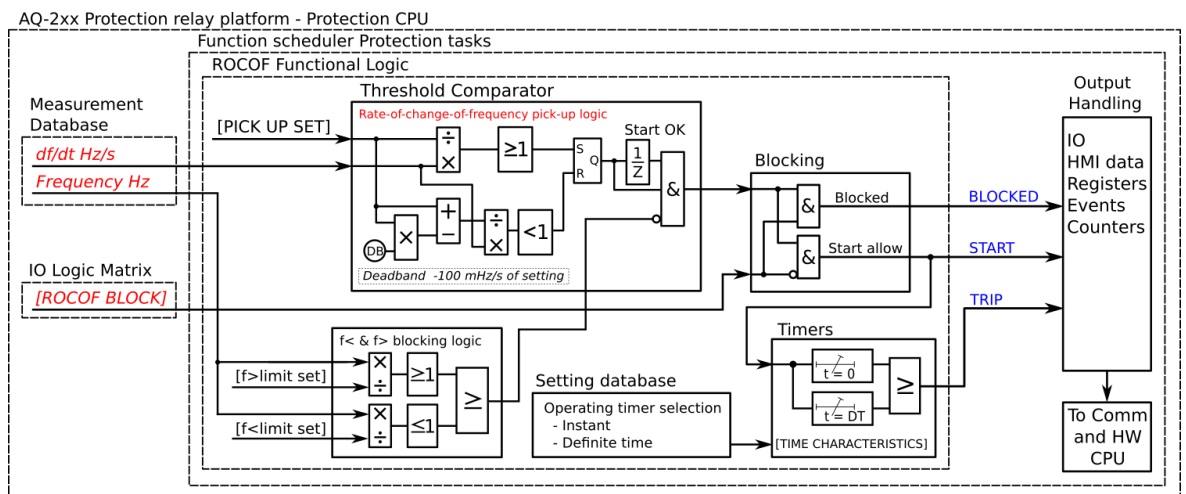 AQ-2xx Protection relay platform - Protection CPU
Function scheduler Protection tasks
ROCOF Functional Logic
Measurement
Database
df/dt Hz/s
Frequency Hz
IO Logic Matrix
[ROCOF BLOCK]
[PICK UP SET]
Threshold Comparator
Rate-of-change-of-frequency pick-up logic
÷
×
≥1
S
R
Q
Start OK
1
Z
&
DB
×
+
−
÷
×
<1
Deadband -100 mHz/s of setting
Blocking
&
Blocked
&
Start allow
BLOCKED
START
TRIP
Output
Handling
IO
HMI data
Registers
Events
Counters
To Comm
and HW
CPU
f< & f> blocking logic
[f>limit set]
×
÷
≥1
[f<limit set]
×
÷
≤1
≥
Setting database
Operating timer selection
- Instant
- Definite time
Timers
t = 0
t = DT
≥
[TIME CHARACTERISTICS]